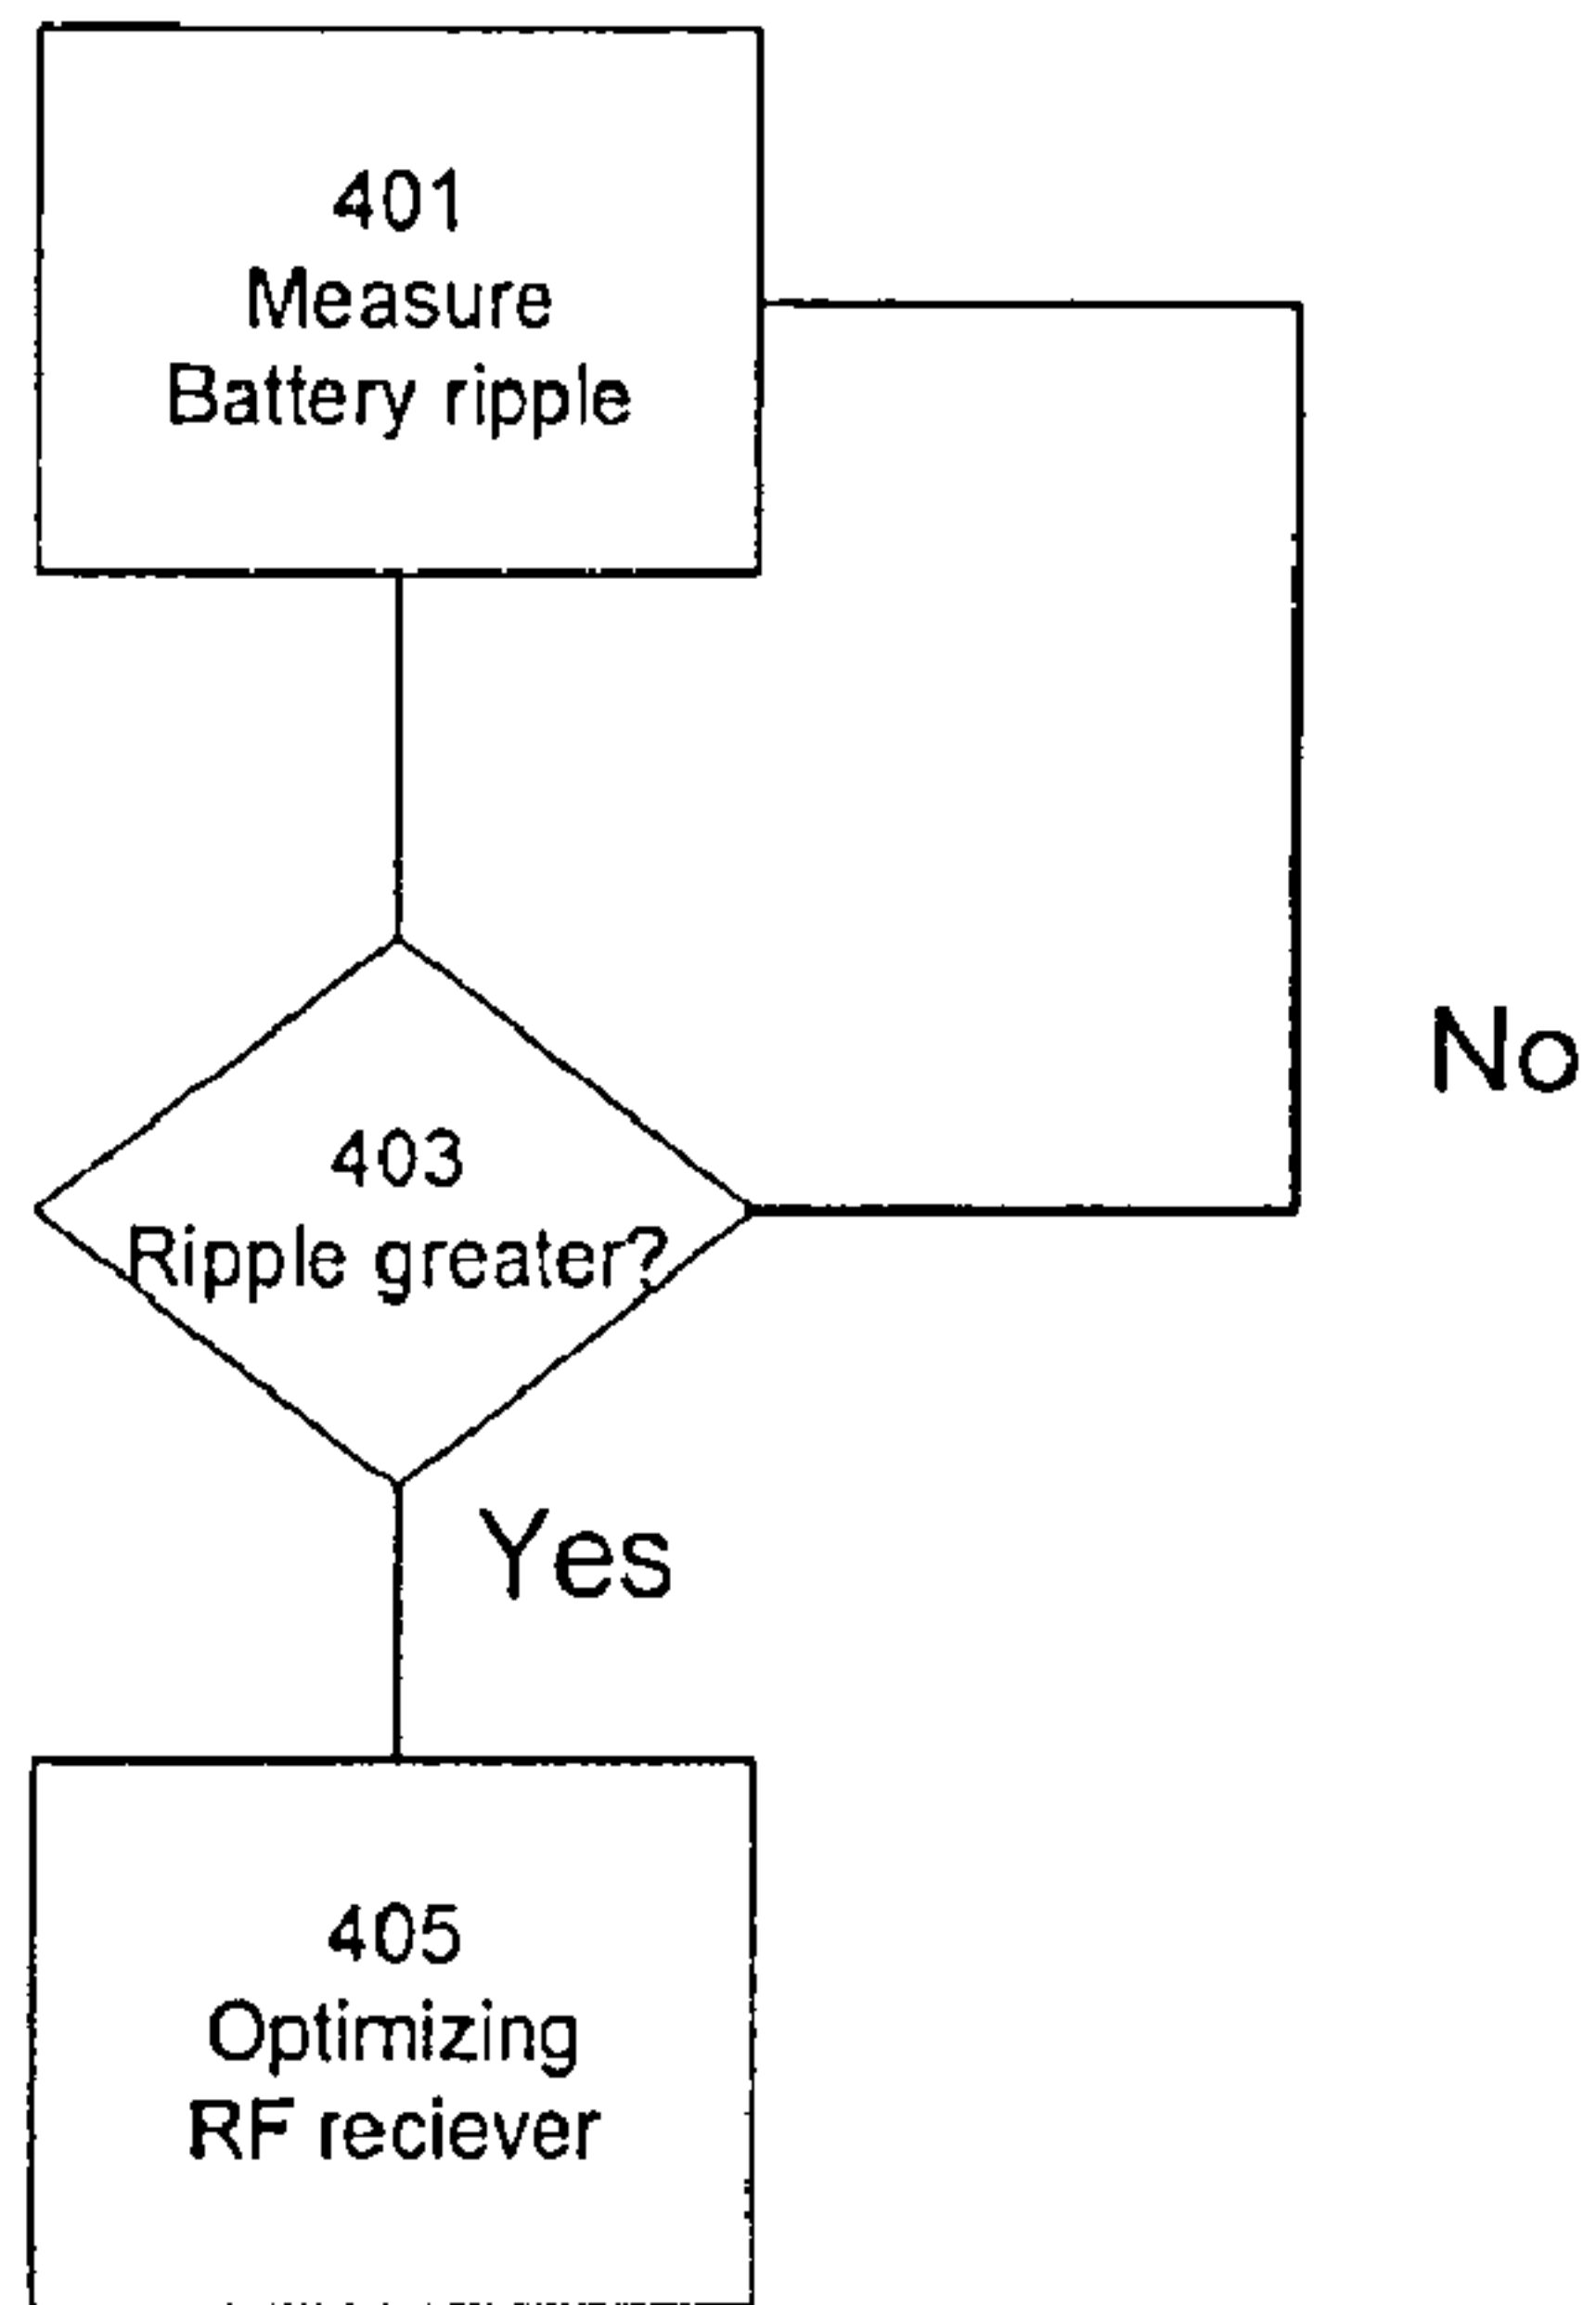 401
Measure
Battery ripple
No
403
Ripple greater?
Yes
405
Optimizing
RF reciever